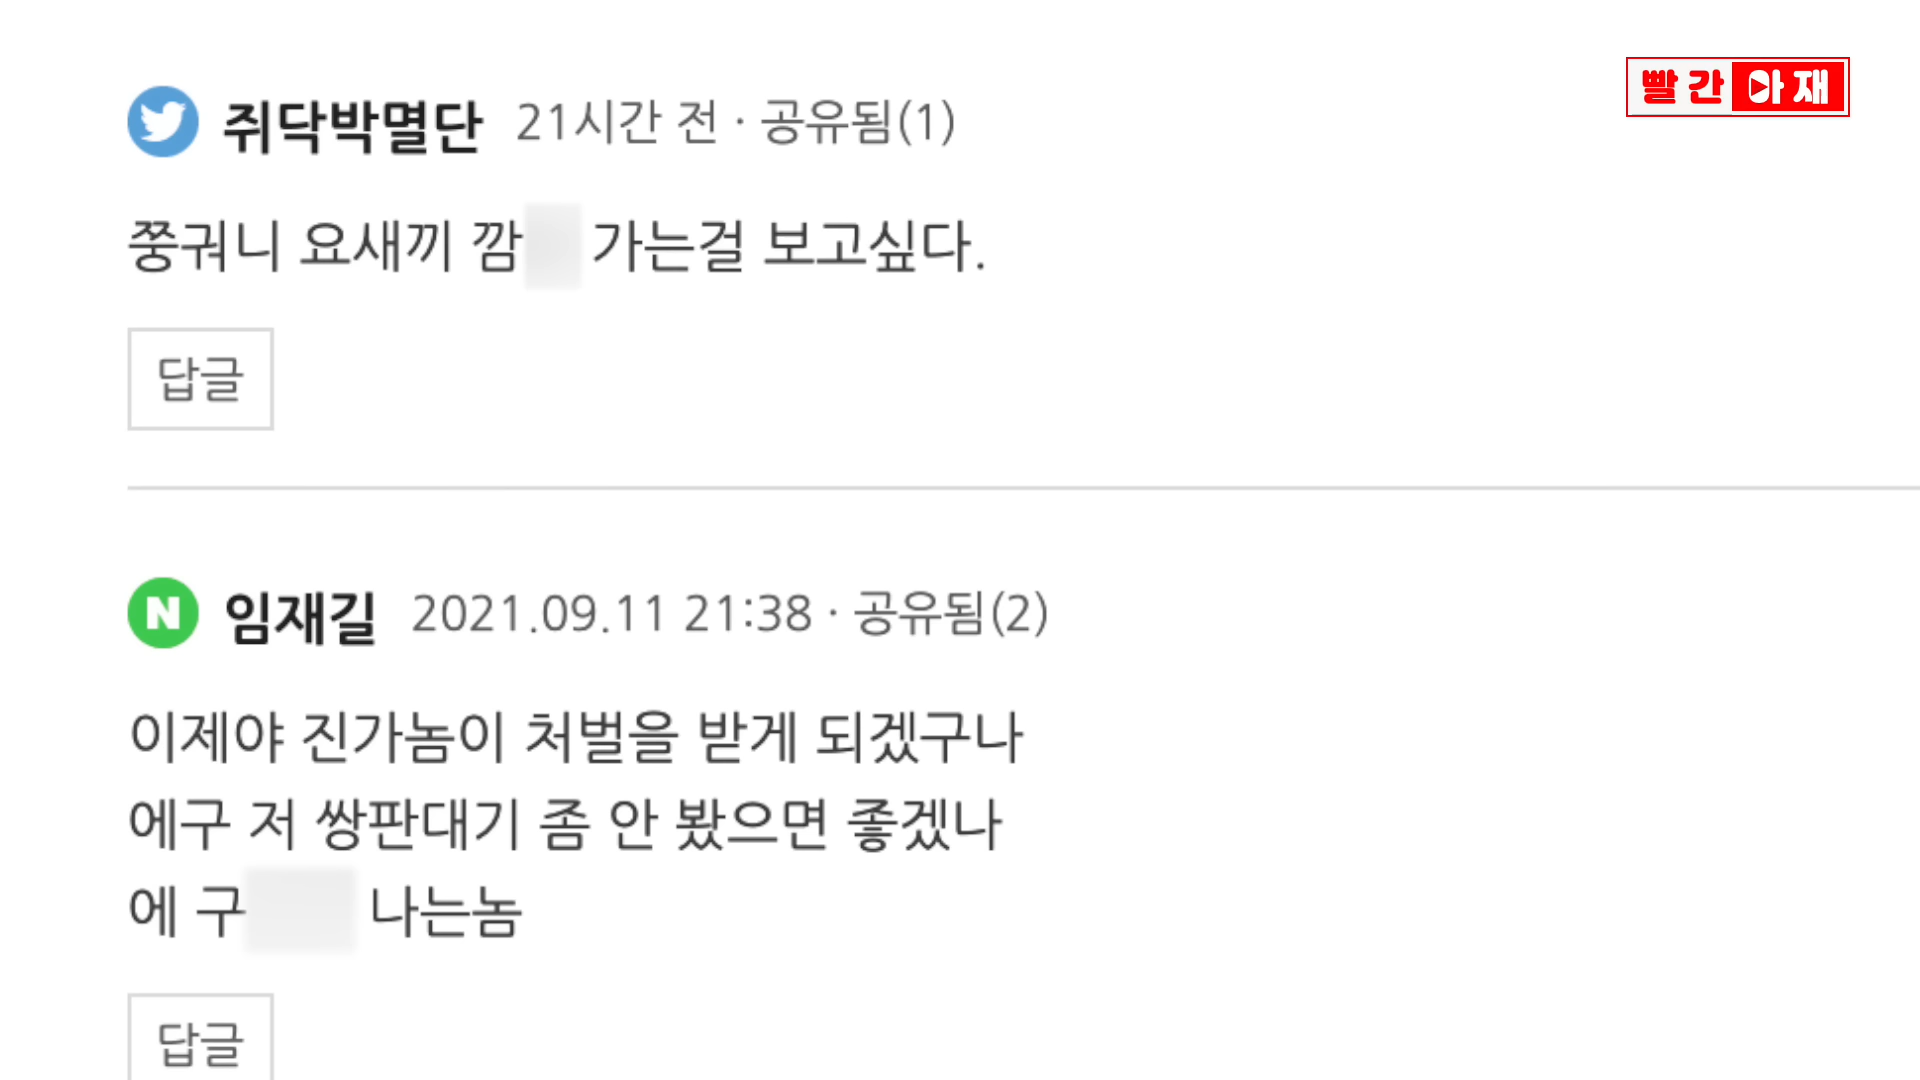 빨간아재
쥐닥박멸단 21시간 전 · 공유됨(1)
쭝궈니 요새끼 깜 가는걸 보고싶다.
답글
임재길 2021.09.11 21:38 · 공유됨(2)
이제야 진가놈이 처벌을 받게 되겠구나
에구 저 쌍판대기 좀 안 봤으면 좋겠나
에 구 나는놈
답글